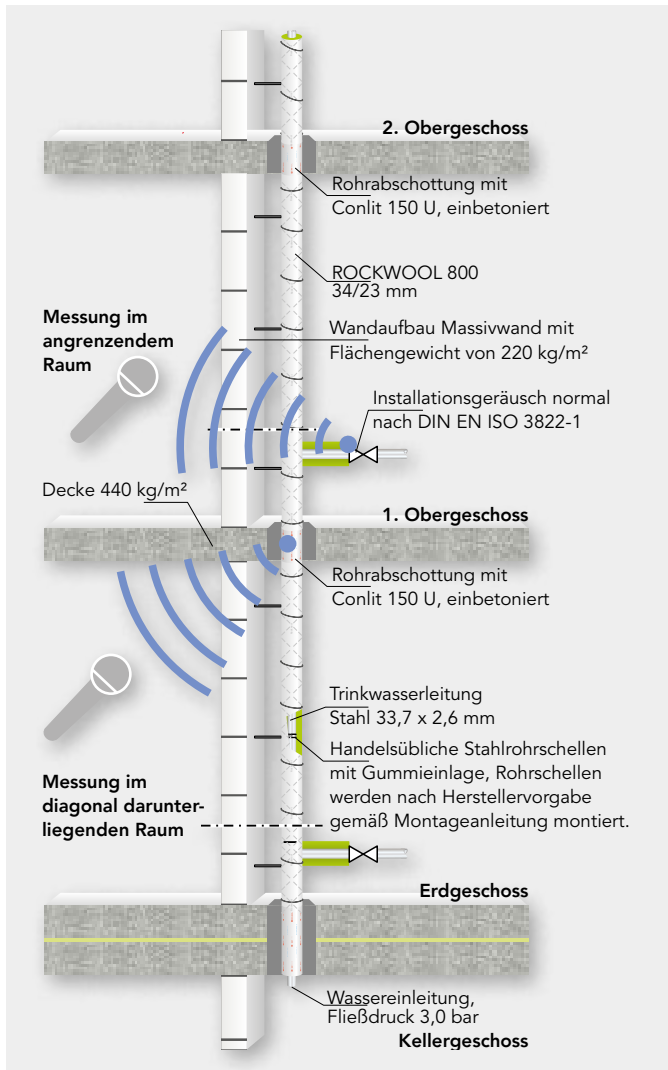 2. Obergeschoss
Rohrabschottung mit
Conlit 150 U, einbetoniert
ROCKWOOL 800
34/23 mm
Messung im
angrenzendem
Raum
Wandaufbau Massivwand mit
Flächengewicht von 220 kg/m²
Installationsgeräusch normal
nach DIN EN ISO 3822-1
Decke 440 kg/m²
1. Obergeschoss
Rohrabschottung mit
Conlit 150 U, einbetoniert
Trinkwasserleitung
Stahl 33,7 x 2,6 mm
Handelsübliche Stahlrohrschellen
mit Gummieinlage, Rohrschellen
werden nach Herstellervorgabe
gemäß Montageanleitung montiert.
Messung im
diagonal darunter-
liegenden Raum
Erdgeschoss
Wassereinleitung,
Fließdruck 3,0 bar
Kellergeschoss